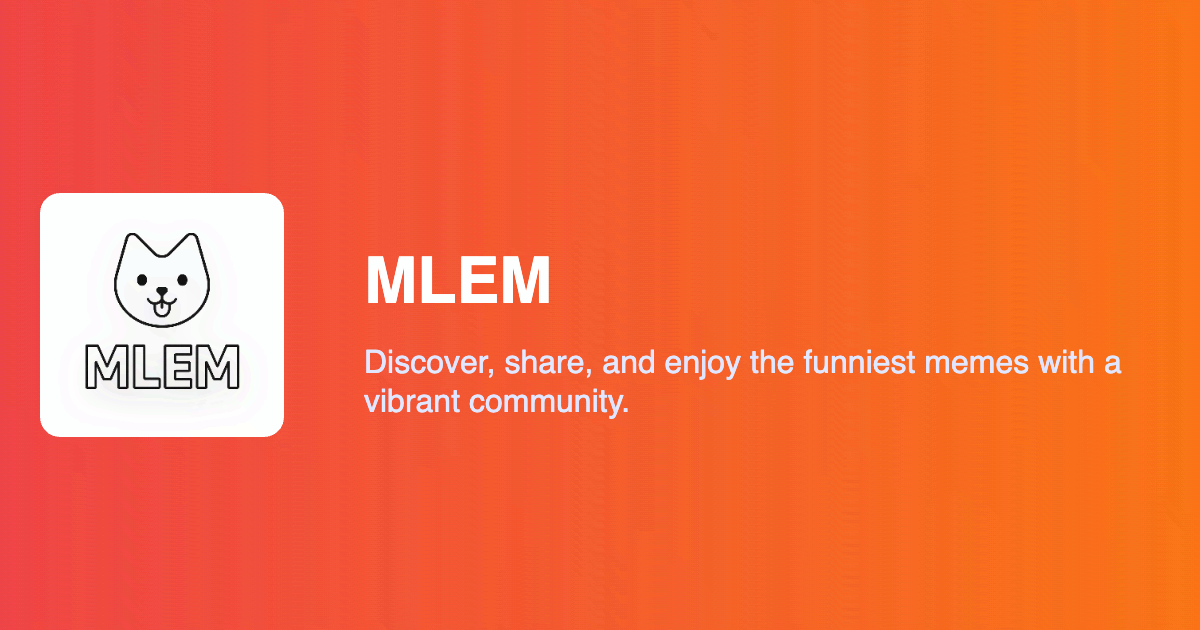 MLEM
MLEM
Discover, share, and enjoy the funniest memes with a
vibrant community.